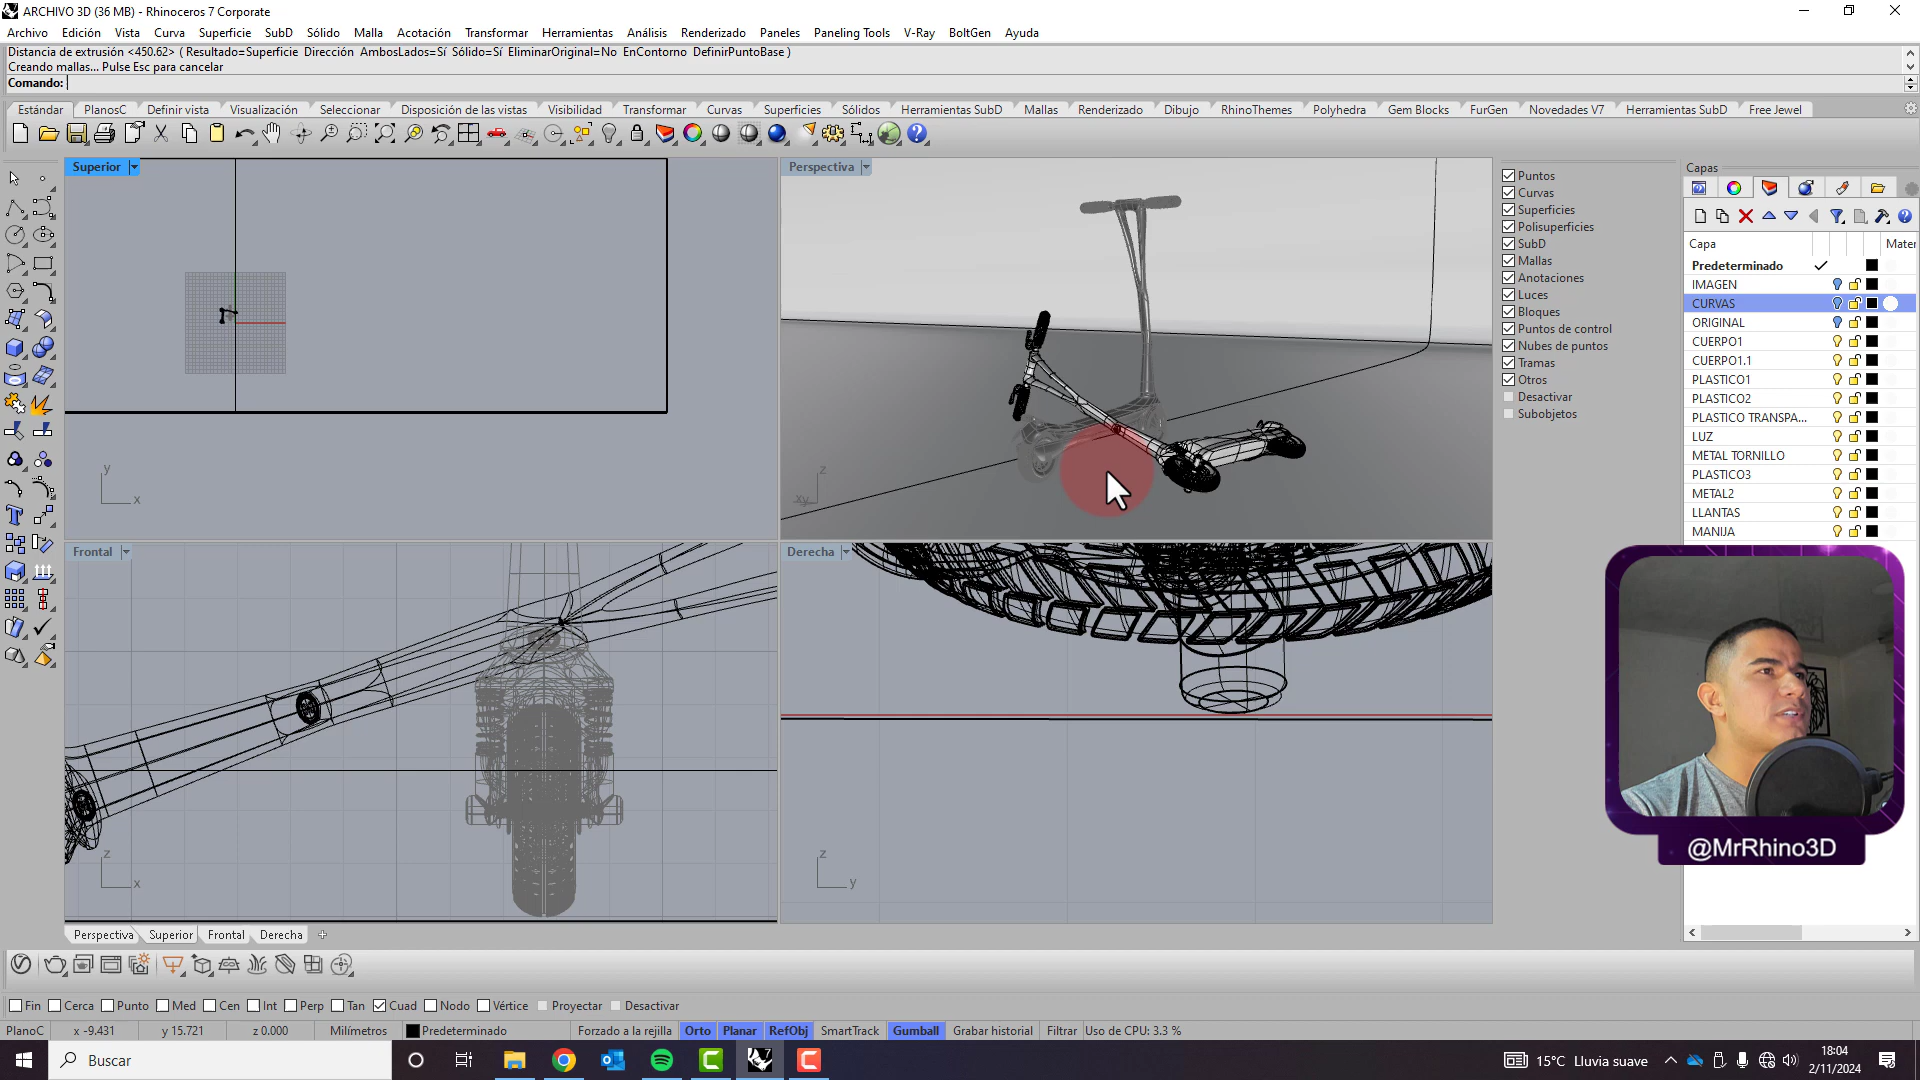 ARCHIVO 3D (36 MB) - Rhinoceros 7 Corporate
Archivo Edición Vista Curva Superficie SubD Sólido Malla Acotación Transformar Herramientas Análisis Renderizado Paneles Paneling Tools V-Ray BoltGen Ayuda
Distancia de extrusión <450.62> ( Resultado=Superficie Dirección AmbosLados=Sí Sólido=Sí EliminarOriginal=No EnContorno DefinirPuntoBase )
Creando mallas... Pulse Esc para cancelar
Comando:
Estándar PlanosC Definir vista Visualización Seleccionar Disposición de las vistas Visibilidad Transformar Curvas Superficies Sólidos Herramientas SubD Mallas Renderizado Dibujo RhinoThemes Polyhedra Gem Blocks FurGen Novedades V7 Herramientas SubD Free Jewel
Superior
y
x
Perspectiva
z
xy
Frontal
z
x
Derecha
z
y
Puntos
Curvas
Superficies
Polisuperficies
SubD
Mallas
Anotaciones
Luces
Bloques
Puntos de control
Nubes de puntos
Tramas
Otros
Desactivar
Subobjetos
Capas
Capa Mater
Predeterminado
IMAGEN
CURVAS
ORIGINAL
CUERPO1
CUERPO1.1
PLASTICO1
PLASTICO2
PLASTICO TRANSPA...
LUZ
METAL TORNILLO
PLASTICO3
METAL2
LLANTAS
MANIJA
@MrRhino3D
Perspectiva Superior Frontal Derecha
Fin Cerca Punto Med Cen Int Perp Tan Cuad Nodo Vértice Proyectar Desactivar
PlanoC x -9.431 y 15.721 z 0.000 Milímetros Predeterminado Forzado a la rejilla Orto Planar RefObj SmartTrack Gumball Grabar historial Filtrar Uso de CPU: 3.3 %
Buscar
15°C Lluvia suave
18:04
2/11/2024